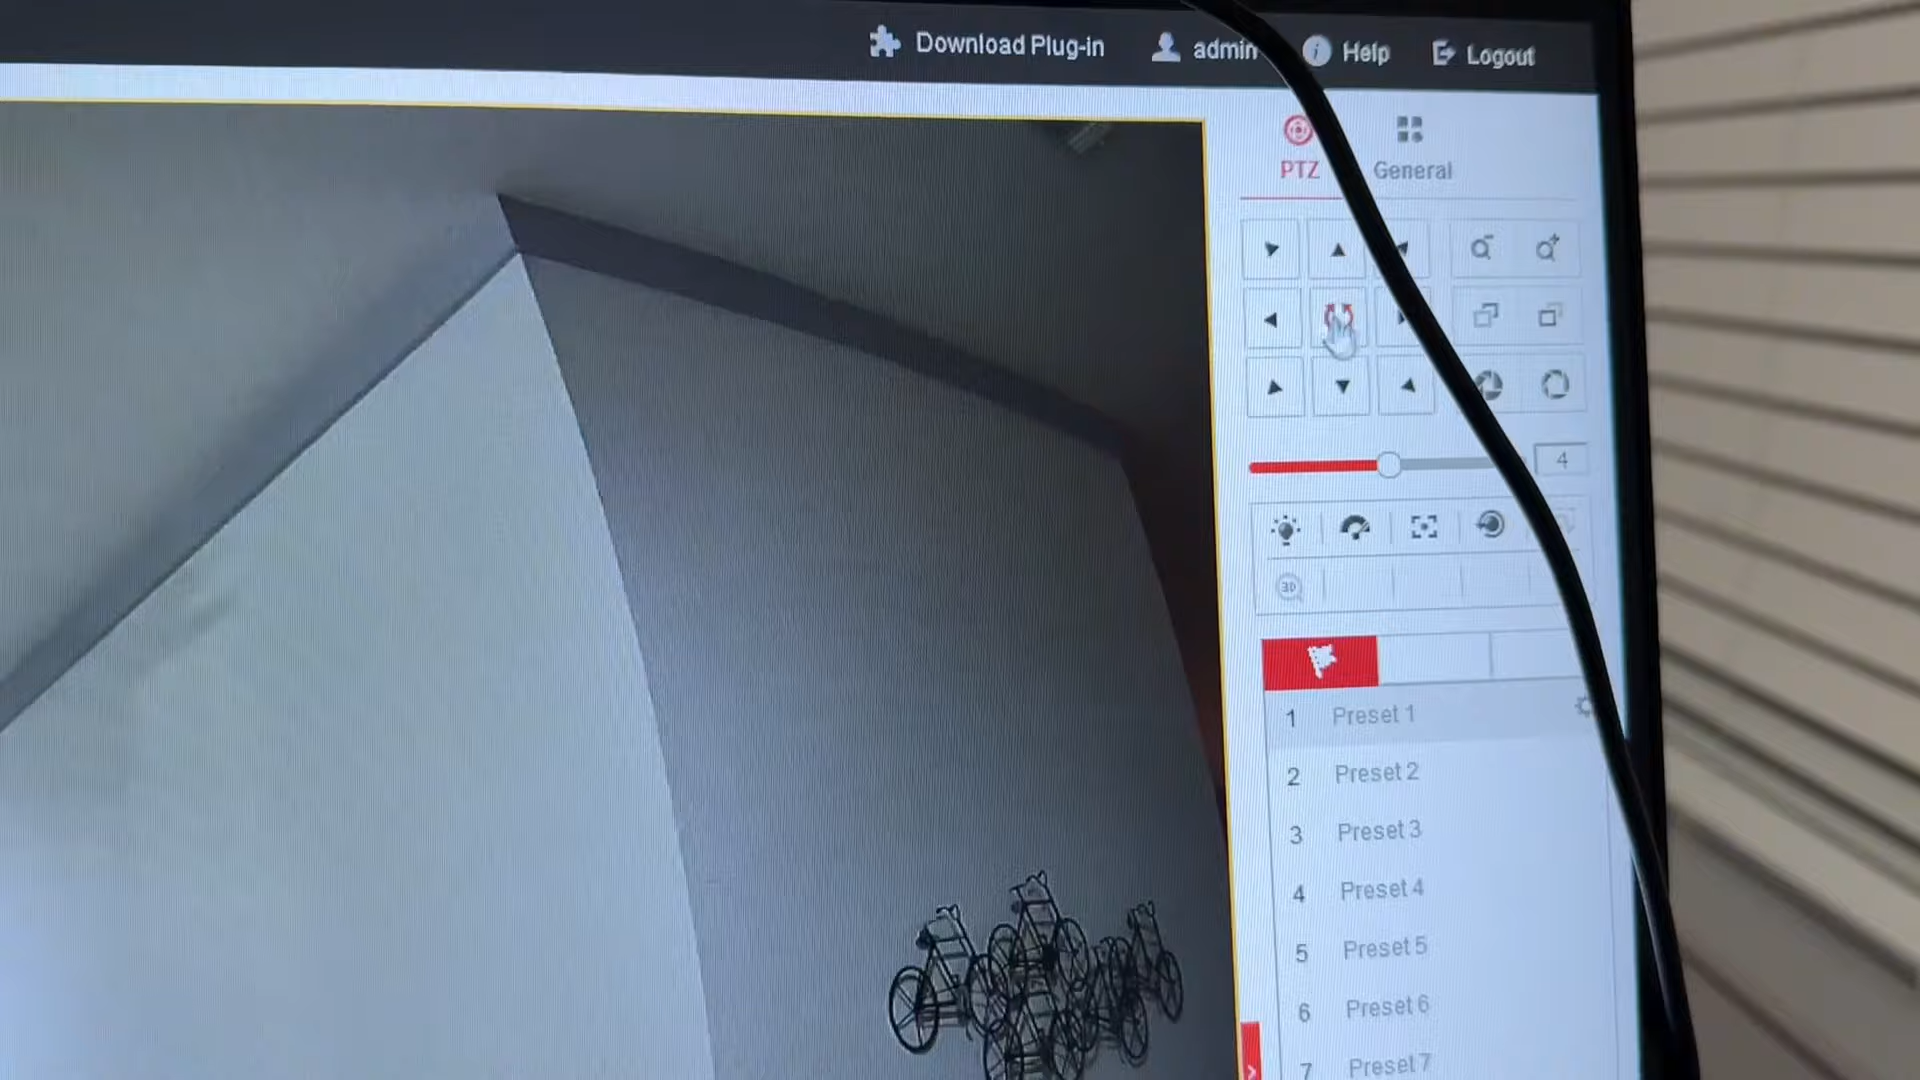 Download Plug-in admin Help Logout
PTZ General
4
3D
1 Preset 1
2 Preset 2
3 Preset 3
4 Preset 4
5 Preset 5
6 Preset 6
7 Preset 7